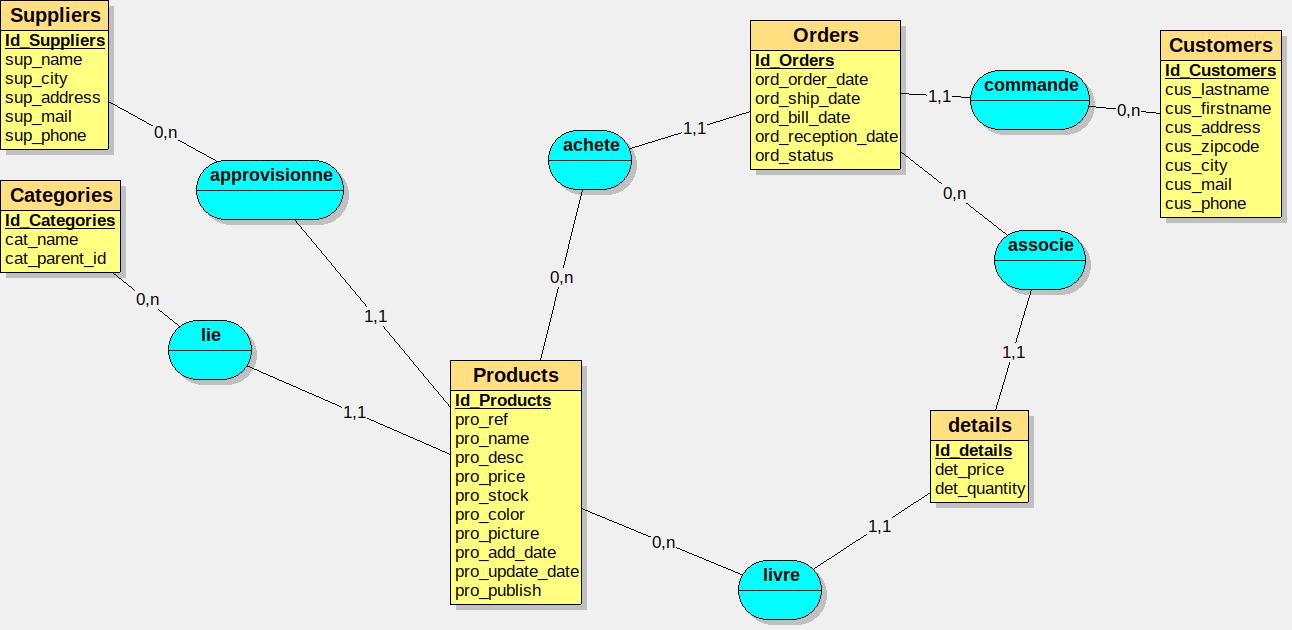 Suppliers
Id_Suppliers
sup_name
sup_city
sup_address
sup_mail
sup_phone
0,n
approvisionne
1,1
Categories
Id_Categories
cat_name
cat_parent_id
0,n
lie
1,1
achete
1,1
0,n
Orders
Id_Orders
ord_order_date
ord_ship_date
ord_bill_date
ord_reception_date
ord_status
1,1
commande
0,n
Customers
Id_Customers
cus_lastname
cus_firstname
cus_address
cus_zipcode
cus_city
cus_mail
cus_phone
0,n
associe
1,1
Products
Id_Products
pro_ref
pro_name
pro_desc
pro_price
pro_stock
pro_color
pro_picture
pro_add_date
pro_update_date
pro_publish
0,n
livre
1,1
details
Id_details
det_price
det_quantity